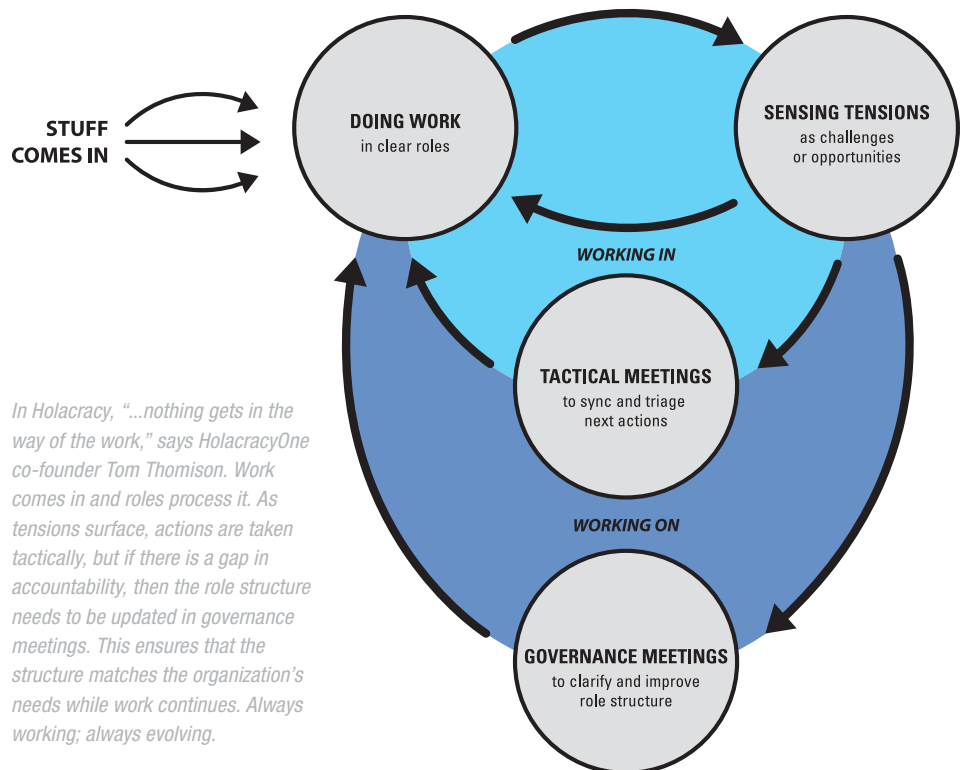 STUFF
COMES IN
DOING WORK
in clear roles
SENSING TENSIONS
as challenges
or opportunities
WORKING IN
TACTICAL MEETINGS
to sync and triage
next actions
WORKING ON
GOVERNANCE MEETINGS
to clarify and improve
role structure
In Holacracy, “...nothing gets in the
way of the work,” says HolacracyOne
co-founder Tom Thomison. Work
comes in and roles process it. As
tensions surface, actions are taken
tactically, but if there is a gap in
accountability, then the role structure
needs to be updated in governance
meetings. This ensures that the
structure matches the organization’s
needs while work continues. Always
working; always evolving.